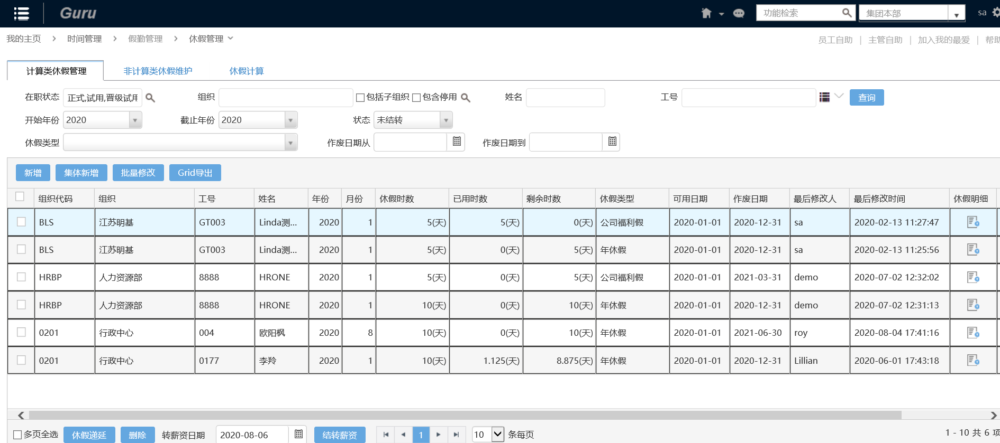 Guru 功能检索 集团本部 sa
我的主页 > 时间管理 > 假勤管理 > 休假管理 员工自助 | 主管自助 | 加入我的最爱 | 帮助
计算类休假管理 非计算类休假维护 休假计算
在职状态 正式,试用,晋级试用 组织 包括子组织 包含停用 姓名 工号 查询
开始年份 2020 截止年份 2020 状态 未结转
休假类型 作废日期从 作废日期到
新增 集体新增 批量修改 Grid导出
组织代码 组织 工号 姓名 年份 月份 休假时数 已用时数 剩余时数 休假类型 可用日期 作废日期 最后修改人 最后修改时间 休假明细
BLS 江苏明基 GT003 Linda测... 2020 1 5(天) 5(天) 0(天) 公司福利假 2020-01-01 2020-12-31 sa 2020-02-13 11:27:47
BLS 江苏明基 GT003 Linda测... 2020 1 5(天) 0(天) 5(天) 年休假 2020-01-01 2020-12-31 sa 2020-02-13 11:25:56
HRBP 人力资源部 8888 HRONE 2020 1 5(天) 0(天) 5(天) 公司福利假 2020-01-01 2021-03-31 demo 2020-07-02 12:32:02
HRBP 人力资源部 8888 HRONE 2020 1 10(天) 0(天) 10(天) 年休假 2020-01-01 2020-12-31 demo 2020-07-02 12:31:13
0201 行政中心 004 欧阳枫 2020 8 10(天) 0(天) 10(天) 年休假 2020-01-01 2021-06-30 roy 2020-08-04 17:41:16
0201 行政中心 0177 李羚 2020 1 10(天) 1.125(天) 8.875(天) 年休假 2020-01-01 2020-12-31 Lillian 2020-06-01 17:43:18
多页全选 休假递延 删除 转薪资日期 2020-08-06 结转薪资 1 10 条每页 1 - 10 共 6 项